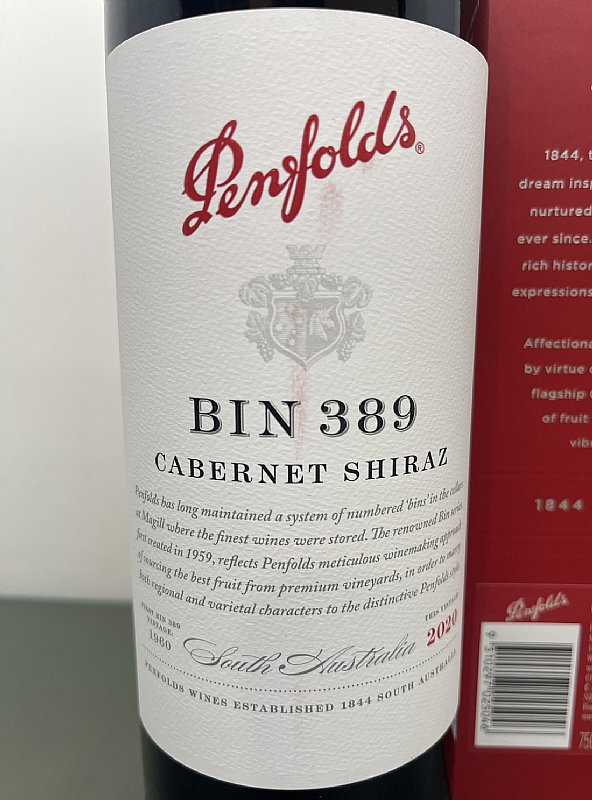 Penfolds®
BIN 389
CABERNET SHIRAZ
Penfolds has long maintained a system of numbered 'bins' in the cellars
at Magill where the finest wines were stored. The renowned Bin series,
first created in 1959, reflects Penfolds meticulous winemaking approach
of sourcing the best fruit from premium vineyards, in order to marry
both regional and varietal characters to the distinctive Penfolds style.
FIRST BIN 389
VINTAGE:
1960
South Australia
THIS VINTAGE
2020
PENFOLDS WINES ESTABLISHED 1844 SOUTH AUSTRALIA
1844, t
dream insp
nurtured
ever since.
rich histor
expressions
Affectiona
by virtue o
flagship
of fruit
vib
1844
Penfolds
750